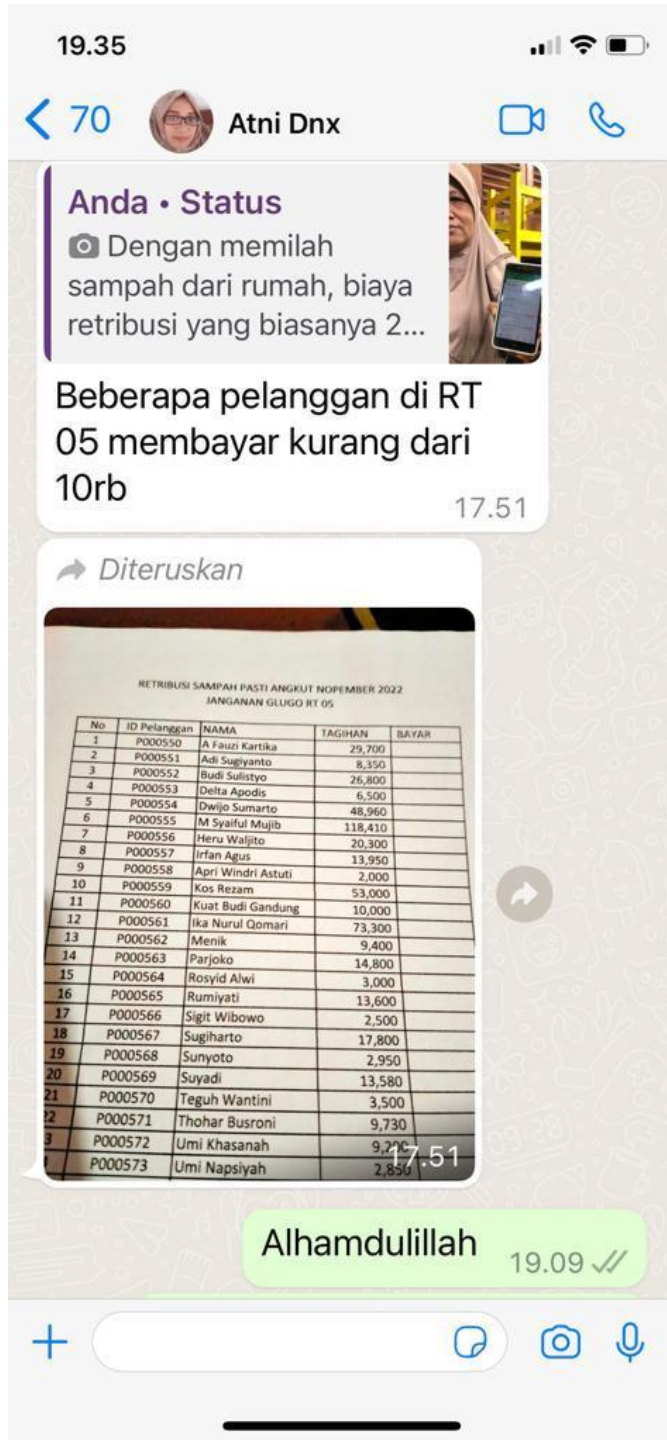 19.35
70
Atni Dnx
Anda • Status
Dengan memilah
sampah dari rumah, biaya
retribusi yang biasanya 2...
Beberapa pelanggan di RT
05 membayar kurang dari
10rb
17.51
Diteruskan
RETRIBUSI SAMPAH PASTI ANGKUT NOPEMBER 2022
JANGANAN GLUGO RT 05
No ID Pelanggan NAMA TAGIHAN BAYAR
1 P000550 A Fauzi Kartika 29,700
2 P000551 Adi Sugiyanto 8,350
3 P000552 Budi Sulistyo 26,800
4 P000553 Delta Apodis 6,500
5 P000554 Dwijo Sumarto 48,960
6 P000555 M Syaiful Mujib 118,410
7 P000556 Heru Waljito 20,300
8 P000557 Irfan Agus 13,950
9 P000558 Apri Windri Astuti 2,000
10 P000559 Kos Rezam 53,000
11 P000560 Kuat Budi Gandung 10,000
12 P000561 Ika Nurul Qomari 73,300
13 P000562 Menik 9,400
14 P000563 Parjoko 14,800
15 P000564 Rosyid Alwi 3,000
16 P000565 Rumiyati 13,600
17 P000566 Sigit Wibowo 2,500
18 P000567 Sugiharto 17,800
19 P000568 Sunyoto 2,950
20 P000569 Suyadi 13,580
21 P000570 Teguh Wantini 3,500
2 P000571 Thohar Busroni 9,730
3 P000572 Umi Khasanah 9,200
P000573 Umi Napsiyah 2,850
17.51
Alhamdulillah
19.09